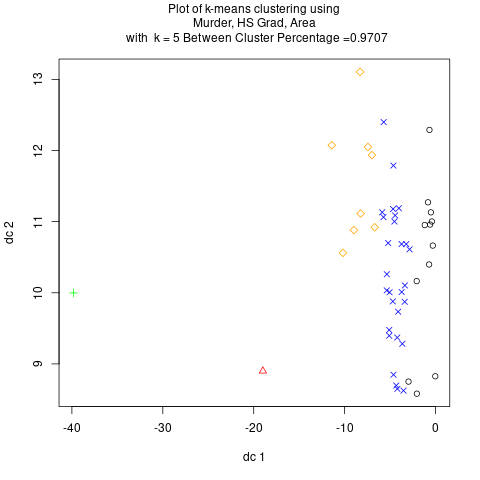 Plot of k-means clustering using
Murder, HS Grad, Area
with k = 5 Between Cluster Percentage =0.9707
13
12
11
10
9
dc 2
-40
-30
-20
-10
0
dc 1